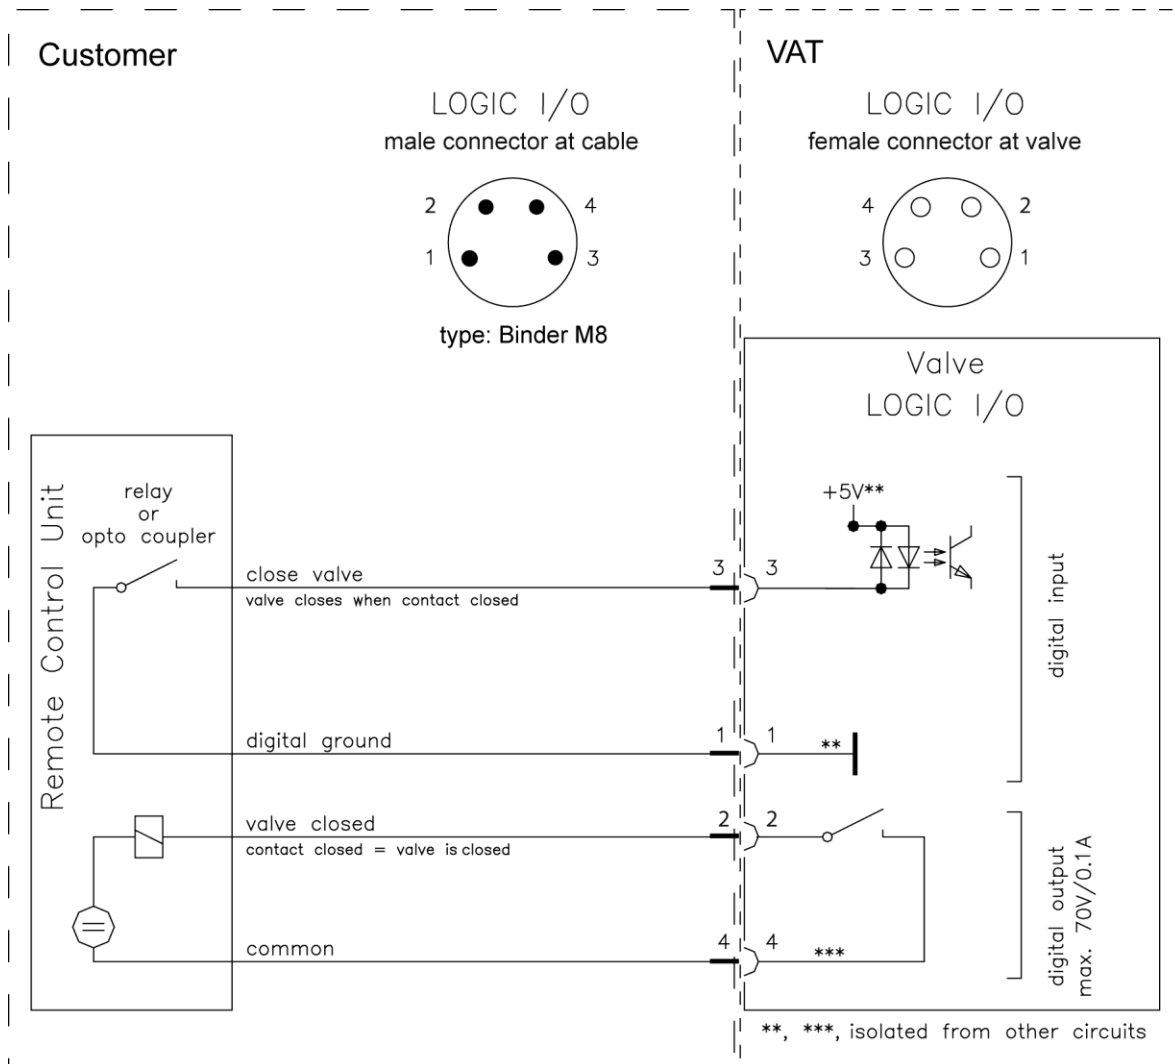 Customer
VAT
LOGIC I/O
male connector at cable
2
4
1
3
type: Binder M8
LOGIC I/O
female connector at valve
4
2
3
1
Valve
LOGIC I/O
Remote Control Unit
relay
or
opto coupler
+5V**
close valve
valve closes when contact closed
3
3
digital input
digital ground
1
1
**
valve closed
contact closed = valve is closed
2
2
common
4
4
***
digital output
max. 70V/0.1A
**, ***, isolated from other circuits